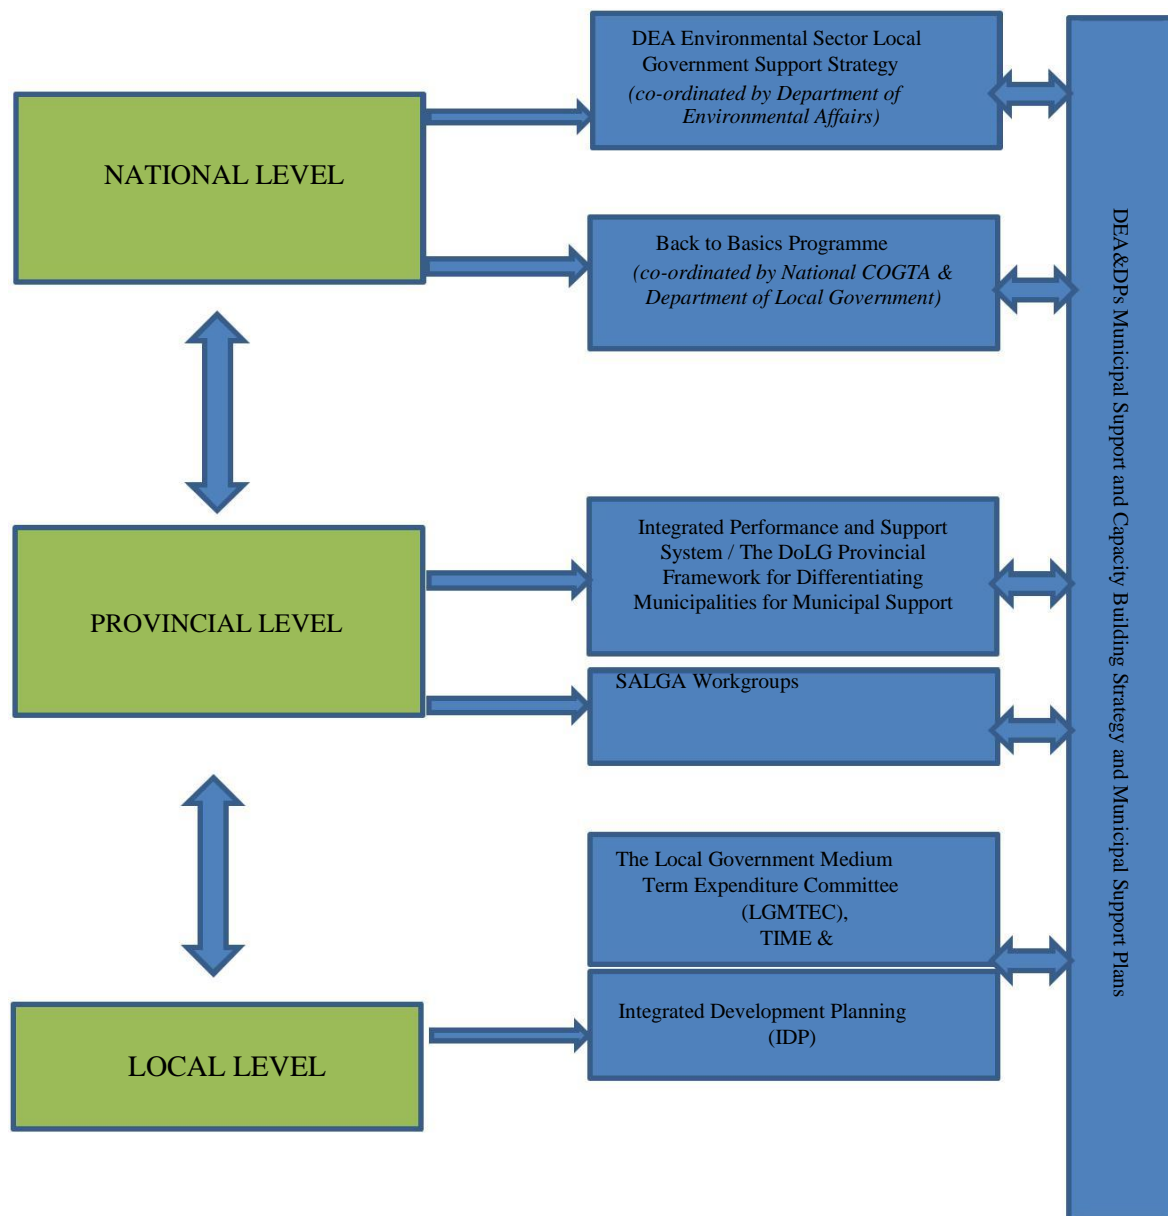 DEA Environmental Sector Local
Government Support Strategy
(co-ordinated by Department of
Environmental Affairs)
NATIONAL LEVEL
Back to Basics Programme
(co-ordinated by National COGTA &
Department of Local Government)
Integrated Performance and Support
System / The DoLG Provincial
Framework for Differentiating
Municipalities for Municipal Support
PROVINCIAL LEVEL
SALGA Workgroups
The Local Government Medium
Term Expenditure Committee
(LGMTEC),
TIME &
Integrated Development Planning
(IDP)
LOCAL LEVEL
DEA&DPs Municipal Support and Capacity Building Strategy and Municipal Support Plans